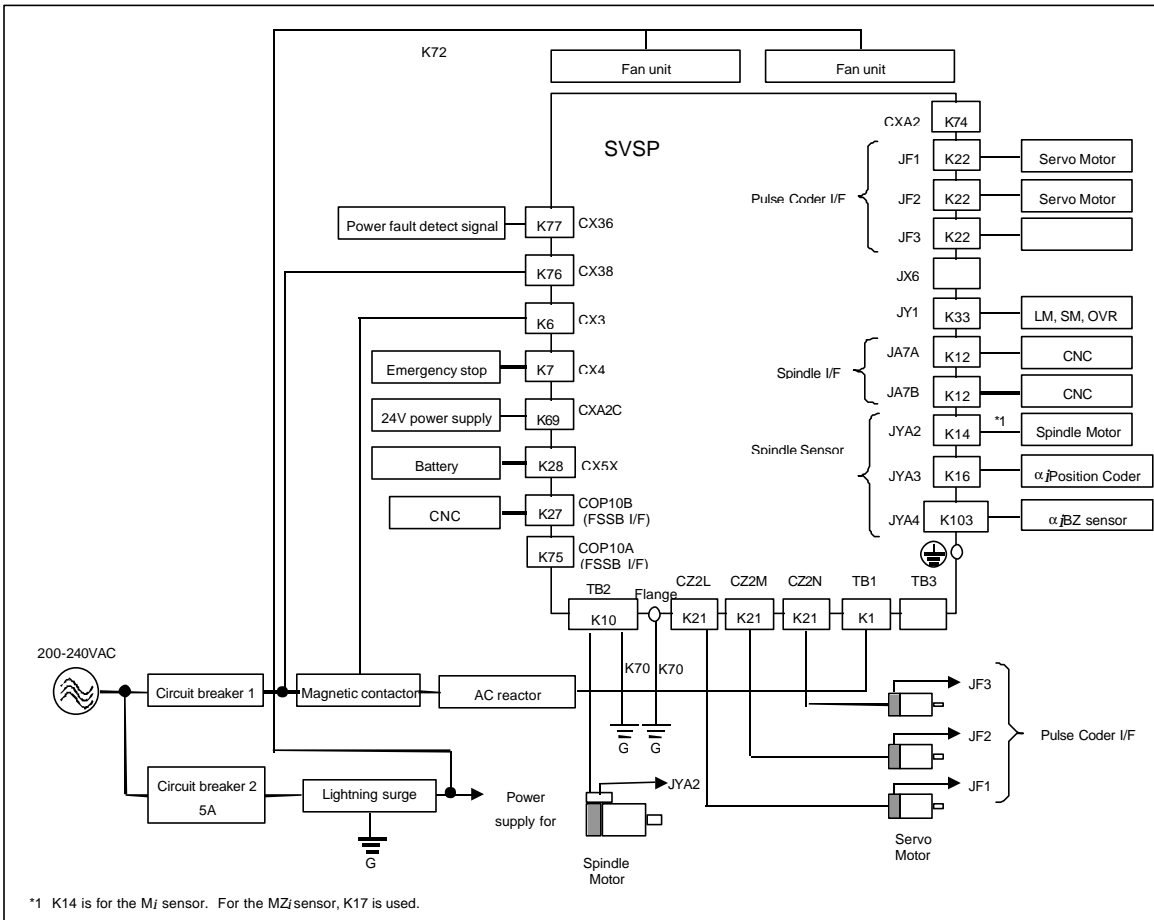 K72
Fan unit
Fan unit
SVSP
CXA2
K74
Pulse Coder I/F
JF1
K22
Servo Motor
JF2
K22
Servo Motor
JF3
K22
JX6
JY1
K33
LM, SM, OVR
Spindle I/F
JA7A
K12
CNC
JA7B
K12
CNC
Spindle Sensor
JYA2
K14
*1
Spindle Motor
JYA3
K16
αiPosition Coder
JYA4
K103
αiBZ sensor
Power fault detect signal
K77
CX36
K76
CX38
K6
CX3
Emergency stop
K7
CX4
24V power supply
K69
CXA2C
Battery
K28
CX5X
CNC
K27
COP10B
(FSSB I/F)
K75
COP10A
(FSSB I/F)
TB2
Flange
CZ2L
CZ2M
CZ2N
TB1
TB3
K10
K21
K21
K21
K1
K70
K70
G
G
200-240VAC
Circuit breaker 1
Magnetic contactor
AC reactor
Circuit breaker 2
5A
Lightning surge
G
Power
supply for
JYA2
Spindle
Motor
JF3
JF2
JF1
Pulse Coder I/F
Servo
Motor
*1 K14 is for the Mi sensor. For the MZi sensor, K17 is used.